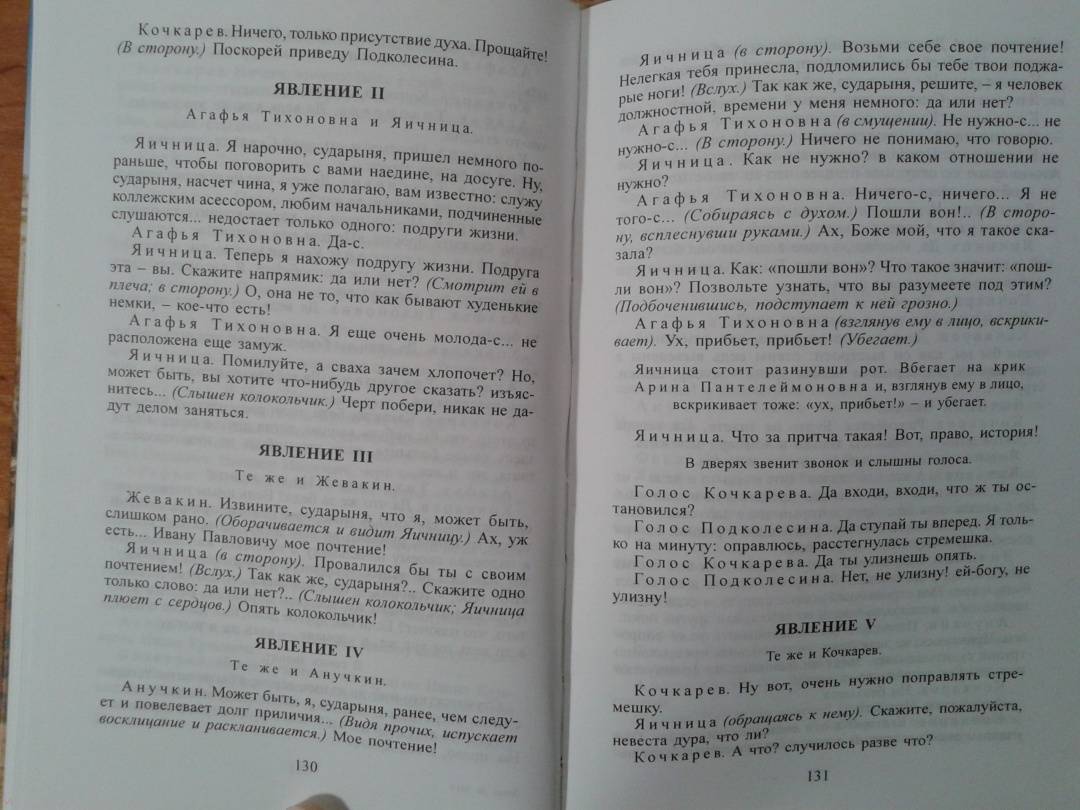 Кочкарев. Ничего, только присутствие духа. Прощайте!
(В сторону.) Поскорей приведу Подколесина.
ЯВЛЕНИЕ II
Агафья Тихоновна и Яичница.
Яичница. Я нарочно, сударыня, пришел немного по-
раньше, чтобы поговорить с вами наедине, на досуге. Ну,
сударыня, насчет чина, я уже полагаю, вам известно: служу
коллежским асессором, любим начальниками, подчиненные
слушаются... недостает только одного: подруги жизни.
Агафья Тихоновна. Да-с.
Яичница. Теперь я нахожу подругу жизни. Подруга
эта – вы. Скажите напрямик: да или нет? (Смотрит ей в
плеча; в сторону.) О, она не то, что как бывают худенькие
немки, – кое-что есть!
Агафья Тихоновна. Я еще очень молода-с... не
расположена еще замуж.
Яичница. Помилуйте, а сваха зачем хлопочет? Но,
может быть, вы хотите что-нибудь другое сказать? изъяс-
нитесь... (Слышен колокольчик.) Черт побери, никак не да-
дут делом заняться.
ЯВЛЕНИЕ III
Те же и Жевакин.
Жевакин. Извините, сударыня, что я, может быть,
слишком рано. (Оборачивается и видит Яичницу.) Ах, уж
есть... Ивану Павловичу мое почтение!
Яичница (в сторону). Провалился бы ты с своим
почтением! (Вслух.) Так как же, сударыня?.. Скажите одно
только слово: да или нет?.. (Слышен колокольчик; Яичница
плюет с сердцов.) Опять колокольчик!
ЯВЛЕНИЕ IV
Те же и Анучкин.
Анучкин. Может быть, я, сударыня, ранее, чем следу-
ет и повелевает долг приличия... (Видя прочих, испускает
восклицание и раскланивается.) Мое почтение!
130
Яичница (в сторону). Возьми себе свое почтение!
Нелегкая тебя принесла, подломились бы тебе твои поджа-
рые ноги! (Вслух.) Так как же, сударыня, решите, – я человек
должностной, времени у меня немного: да или нет?
Агафья Тихоновна (в смущении). Не нужно-с... не
нужно-с... (В сторону.) Ничего не понимаю, что говорю.
Яичница. Как не нужно? в каком отношении не
нужно?
Агафья Тихоновна. Ничего-с, ничего... Я не
того-с... (Собираясь с духом.) Пошли вон!.. (В сторо-
ну, всплеснувши руками.) Ах, Боже мой, что я такое ска-
зала?
Яичница. Как: «пошли вон»? Что такое значит: «пош-
ли вон»? Позвольте узнать, что вы разумеете под этим?
(Подбоченившись, подступает к ней грозно.)
Агафья Тихоновна (взглянув ему в лицо, вскрики-
вает). Ух, прибьет, прибьет! (Убегает.)
Яичница стоит разинувши рот. Вбегает на крик
Арина Пантелеймоновна и, взглянув ему в лицо,
вскрикивает тоже: «ух, прибьет!» – и убегает.
Яичница. Что за притча такая! Вот, право, история!
В дверях звенит звонок и слышны голоса.
Голос Кочкарева. Да входи, входи, что ж ты ос-
тановился?
Голос Подколесина. Да ступай ты вперед. Я толь-
ко на минуту: оправлюсь, расстегнулась стремешка.
Голос Кочкарева. Да ты улизнешь опять.
Голос Подколесина. Нет, не улизну! ей-богу, не
улизну!
ЯВЛЕНИЕ V
Те же и Кочкарев.
Кочкарев. Ну вот, очень нужно поправлять стре-
мешку.
Яичница (обращаясь к нему). Скажите, пожалуйста,
невеста дура, что ли?
Кочкарев. А что? случилось разве что?
131